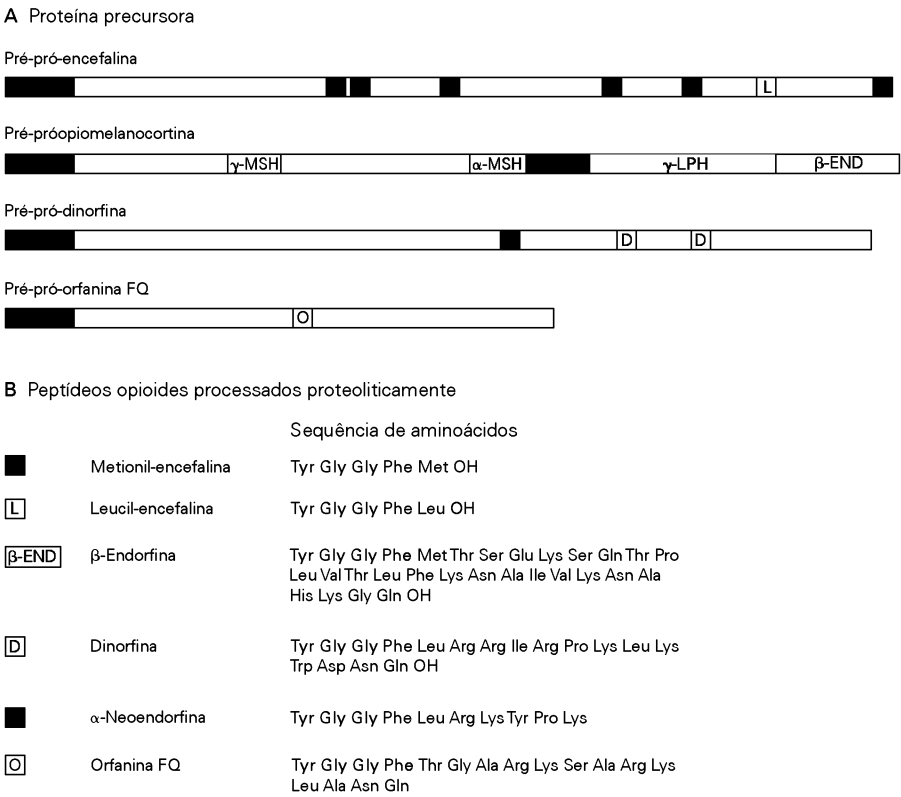 A Proteína precursora
Pré-pró-encefalina
L
Pré-próopiomelanocortina
γ-MSH α-MSH γ-LPH β-END
Pré-pró-dinorfina
D D
Pré-pró-orfanina FQ
O
B Peptídeos opioides processados proteoliticamente
Sequência de aminoácidos
Metionil-encefalina Tyr Gly Gly Phe Met OH
L Leucil-encefalina Tyr Gly Gly Phe Leu OH
β-END β-Endorfina Tyr Gly Gly Phe Met Thr Ser Glu Lys Ser Gln Thr Pro
Leu Val Thr Leu Phe Lys Asn Ala Ile Val Lys Asn Ala
His Lys Gly Gln OH
D Dinorfina Tyr Gly Gly Phe Leu Arg Arg Ile Arg Pro Lys Leu Lys
Trp Asp Asn Gln OH
α-Neoendorfina Tyr Gly Gly Phe Leu Arg Lys Tyr Pro Lys
O Orfanina FQ Tyr Gly Gly Phe Thr Gly Ala Arg Lys Ser Ala Arg Lys
Leu Ala Asn Gln